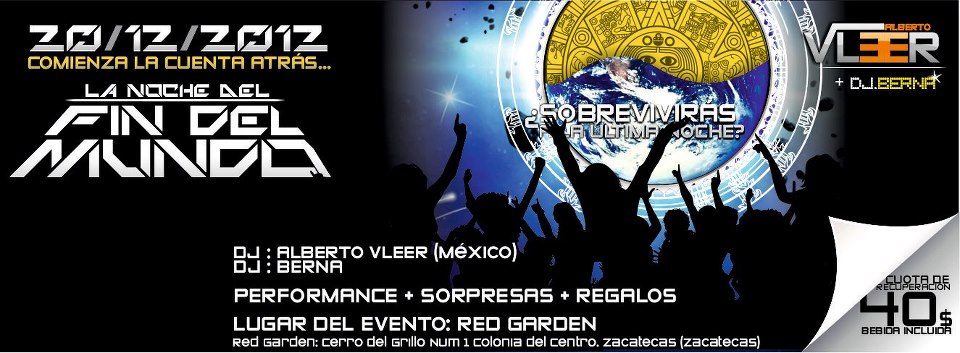 20/12/2012
COMIENZA LA CUENTA ATRÁS...
LA NOCHE DEL
FIN DEL
MUNDO.
¿SOBREVIVIRÁS
LA ULTIMA NOCHE?
ALBERTO
VLEER
+ DJ.BERNA
DJ : ALBERTO VLEER (MÉXICO)
DJ : BERNA
PERFORMANCE + SORPRESAS + REGALOS
LUGAR DEL EVENTO: RED GARDEN
RED GARDEN: CERRO DEL GRILLO NUM 1 COLONIA DEL CENTRO. ZACATECAS (ZACATECAS)
CUOTA DE
RECUPERACIÓN
40$
BEBIDA INCLUIDA